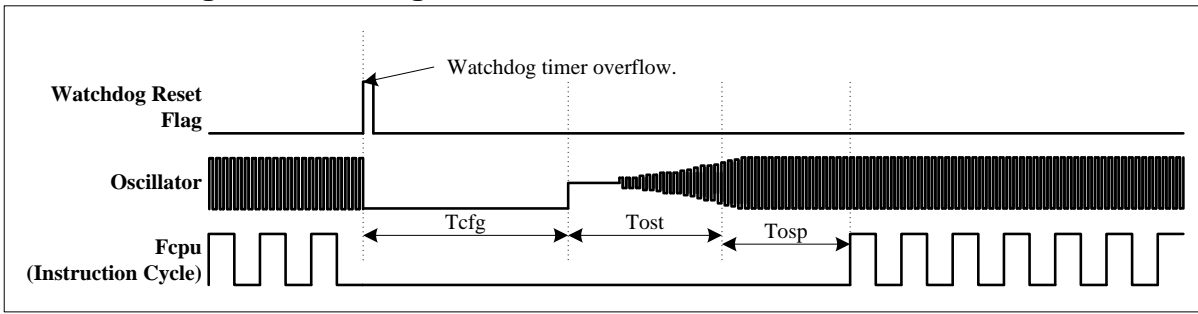 Watchdog timer overflow.
Watchdog Reset
Flag
Oscillator
Tcfg
Tost
Tosp
Fcpu
(Instruction Cycle)